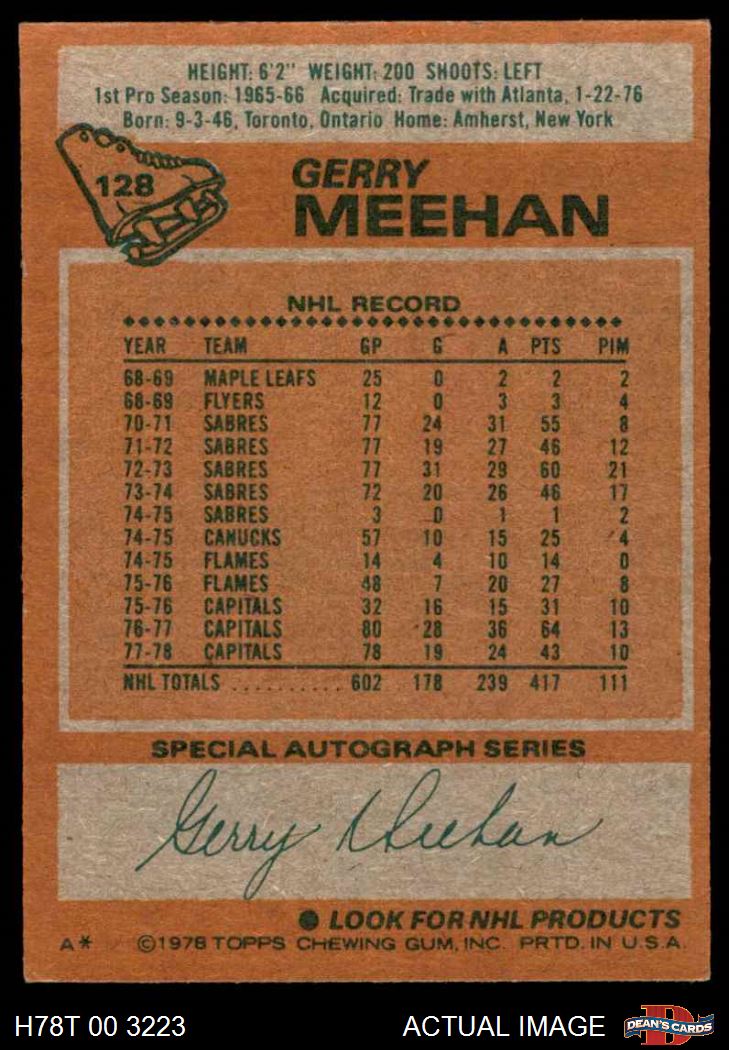 HEIGHT: 6'2" WEIGHT: 200 SHOOTS: LEFT
1st Pro Season: 1965-66 Acquired: Trade with Atlanta, 1-22-76
Born: 9-3-46, Toronto, Ontario Home: Amherst, New York
128
GERRY
MEEHAN
NHL RECORD
YEAR TEAM GP G A PTS PIM
68-69 MAPLE LEAFS 25 0 2 2 2
68-69 FLYERS 12 0 3 3 4
70-71 SABRES 77 24 31 55 8
71-72 SABRES 77 19 27 46 12
72-73 SABRES 77 31 29 60 21
73-74 SABRES 72 20 26 46 17
74-75 SABRES 3 0 1 1 2
74-75 CANUCKS 57 10 15 25 4
74-75 FLAMES 14 4 10 14 0
75-76 FLAMES 48 7 20 27 8
75-76 CAPITALS 32 16 15 31 10
76-77 CAPITALS 80 28 36 64 13
77-78 CAPITALS 78 19 24 43 10
NHL TOTALS .......... 602 178 239 417 111
SPECIAL AUTOGRAPH SERIES
Gerry Meehan
● LOOK FOR NHL PRODUCTS
A* ©1978 TOPPS CHEWING GUM, INC. PRTD. IN U.S.A.
H78T 00 3223 ACTUAL IMAGE DEAN'S CARDS